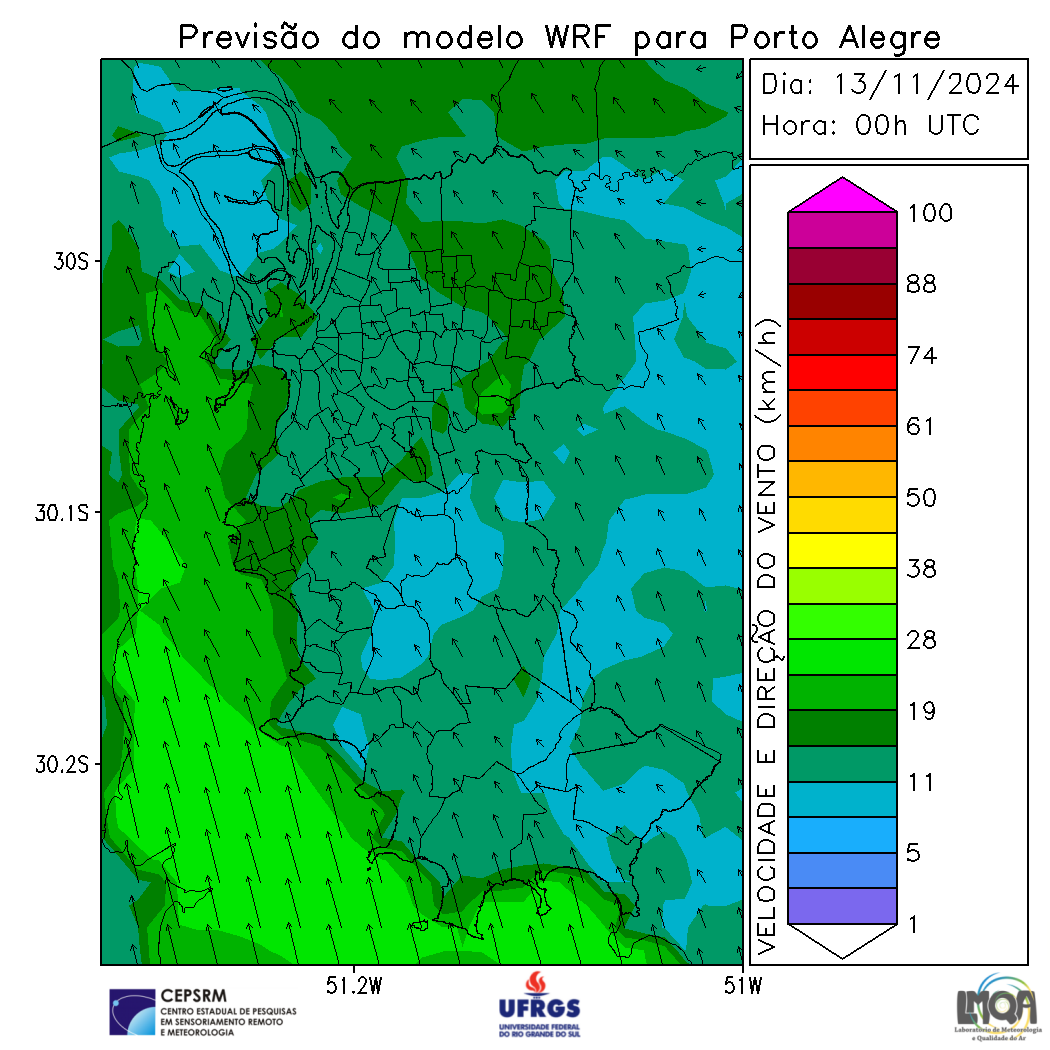 Previsão do modelo WRF para Porto Alegre
Dia: 13/11/2024
Hora: 00h UTC
30S
30.1S
30.2S
51.2W
51W
VELOCIDADE E DIREÇÃO DO VENTO (km/h)
100
88
74
61
50
38
28
19
11
5
1
CEPSRM
CENTRO ESTADUAL DE PESQUISAS
EM SENSORIAMENTO REMOTO
E METEOROLOGIA
UFRGS
UNIVERSIDADE FEDERAL
DO RIO GRANDE DO SUL
LMQA
Laboratório de Meteorologia
e Qualidade do Ar